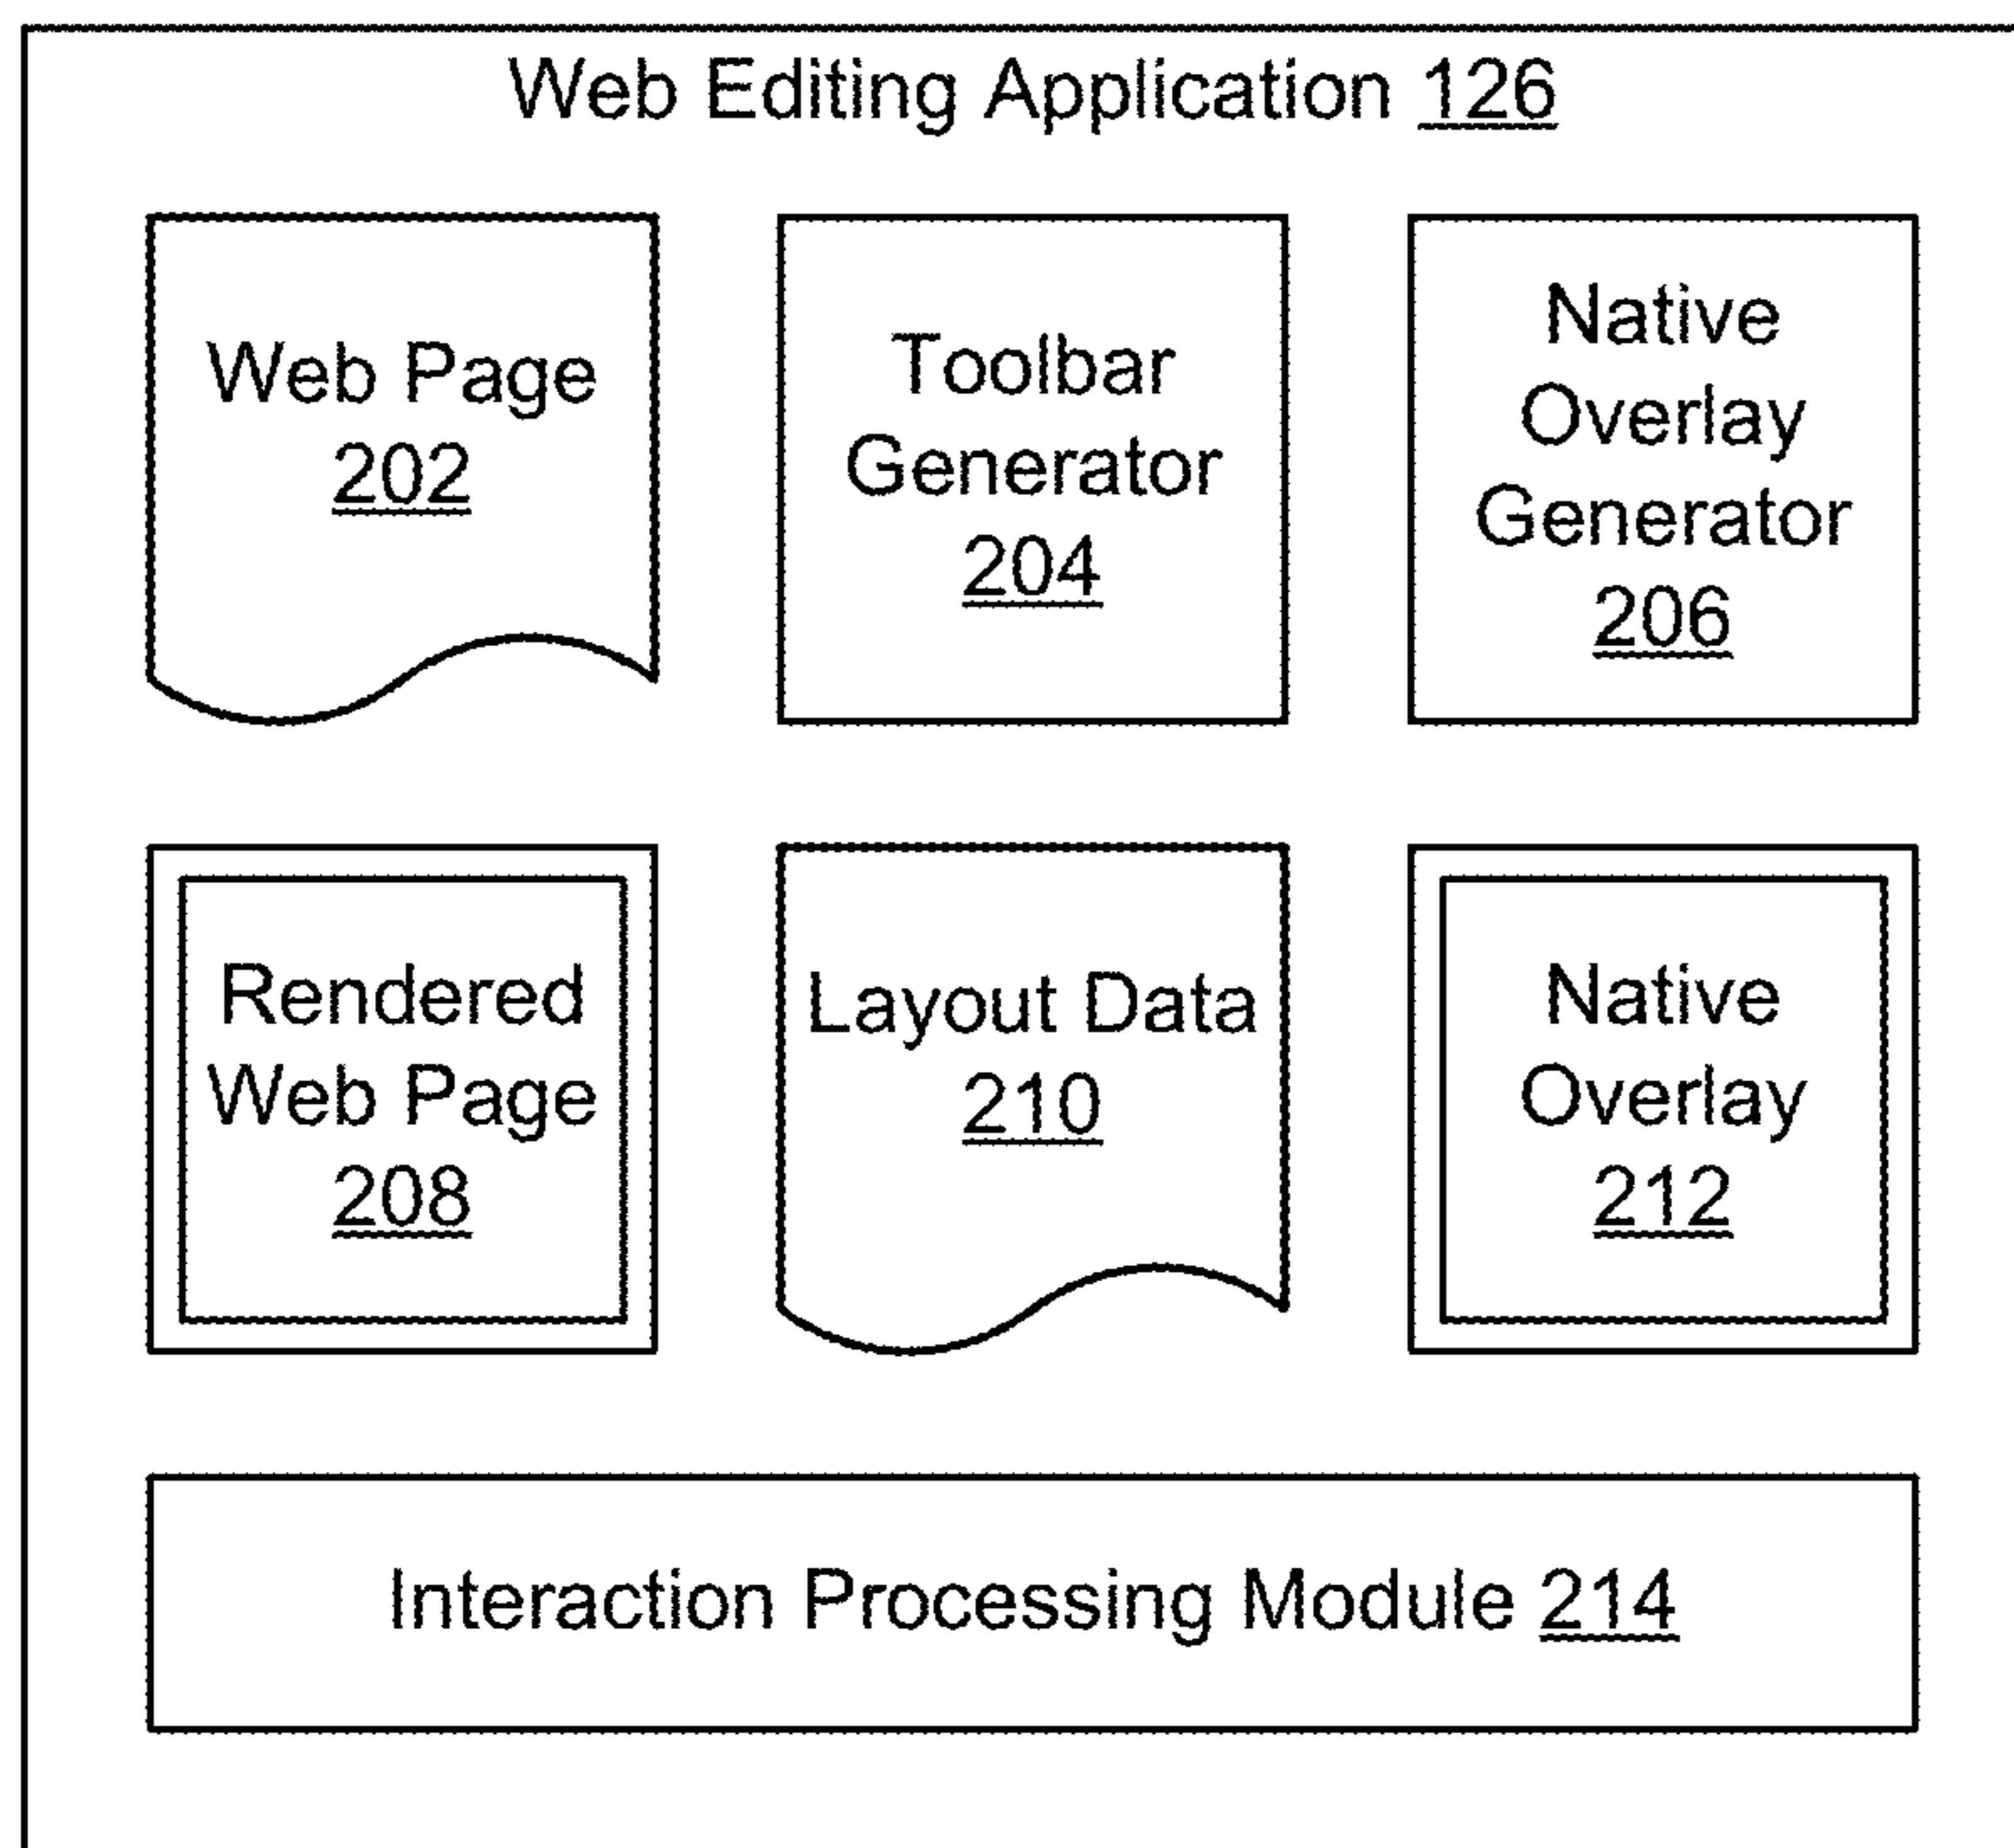 Web Editing Application 126
Web Page
202
Toolbar
Generator
204
Native
Overlay
Generator
206
Rendered
Web Page
208
Layout Data
210
Native
Overlay
212
Interaction Processing Module 214